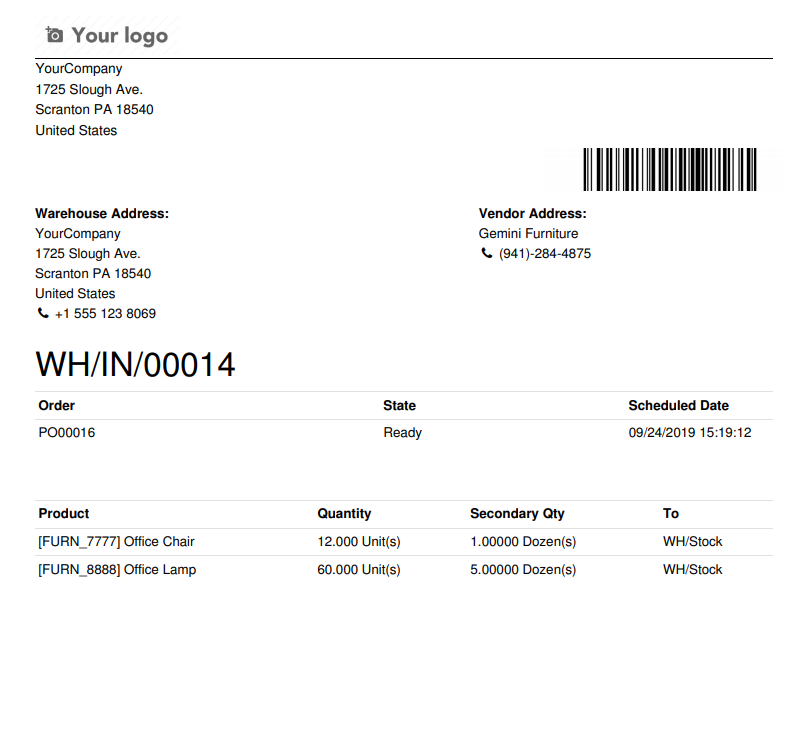 Your logo
YourCompany
1725 Slough Ave.
Scranton PA 18540
United States
Warehouse Address:
YourCompany
1725 Slough Ave.
Scranton PA 18540
United States
+1 555 123 8069
Vendor Address:
Gemini Furniture
(941)-284-4875
WH/IN/00014
Order State Scheduled Date
PO00016 Ready 09/24/2019 15:19:12
Product Quantity Secondary Qty To
[FURN_7777] Office Chair 12.000 Unit(s) 1.00000 Dozen(s) WH/Stock
[FURN_8888] Office Lamp 60.000 Unit(s) 5.00000 Dozen(s) WH/Stock